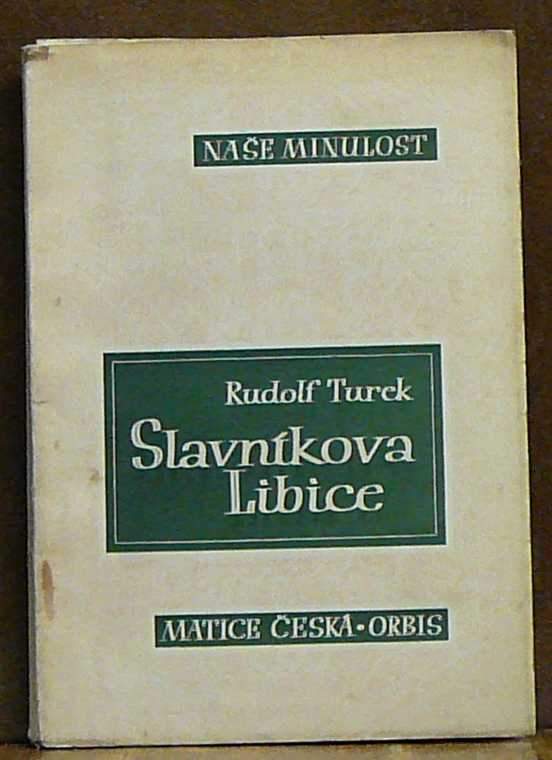 NAŠE MINULOST
Rudolf Turek
Slavníkova
Libice
MATICE ČESKÁ • ORBIS